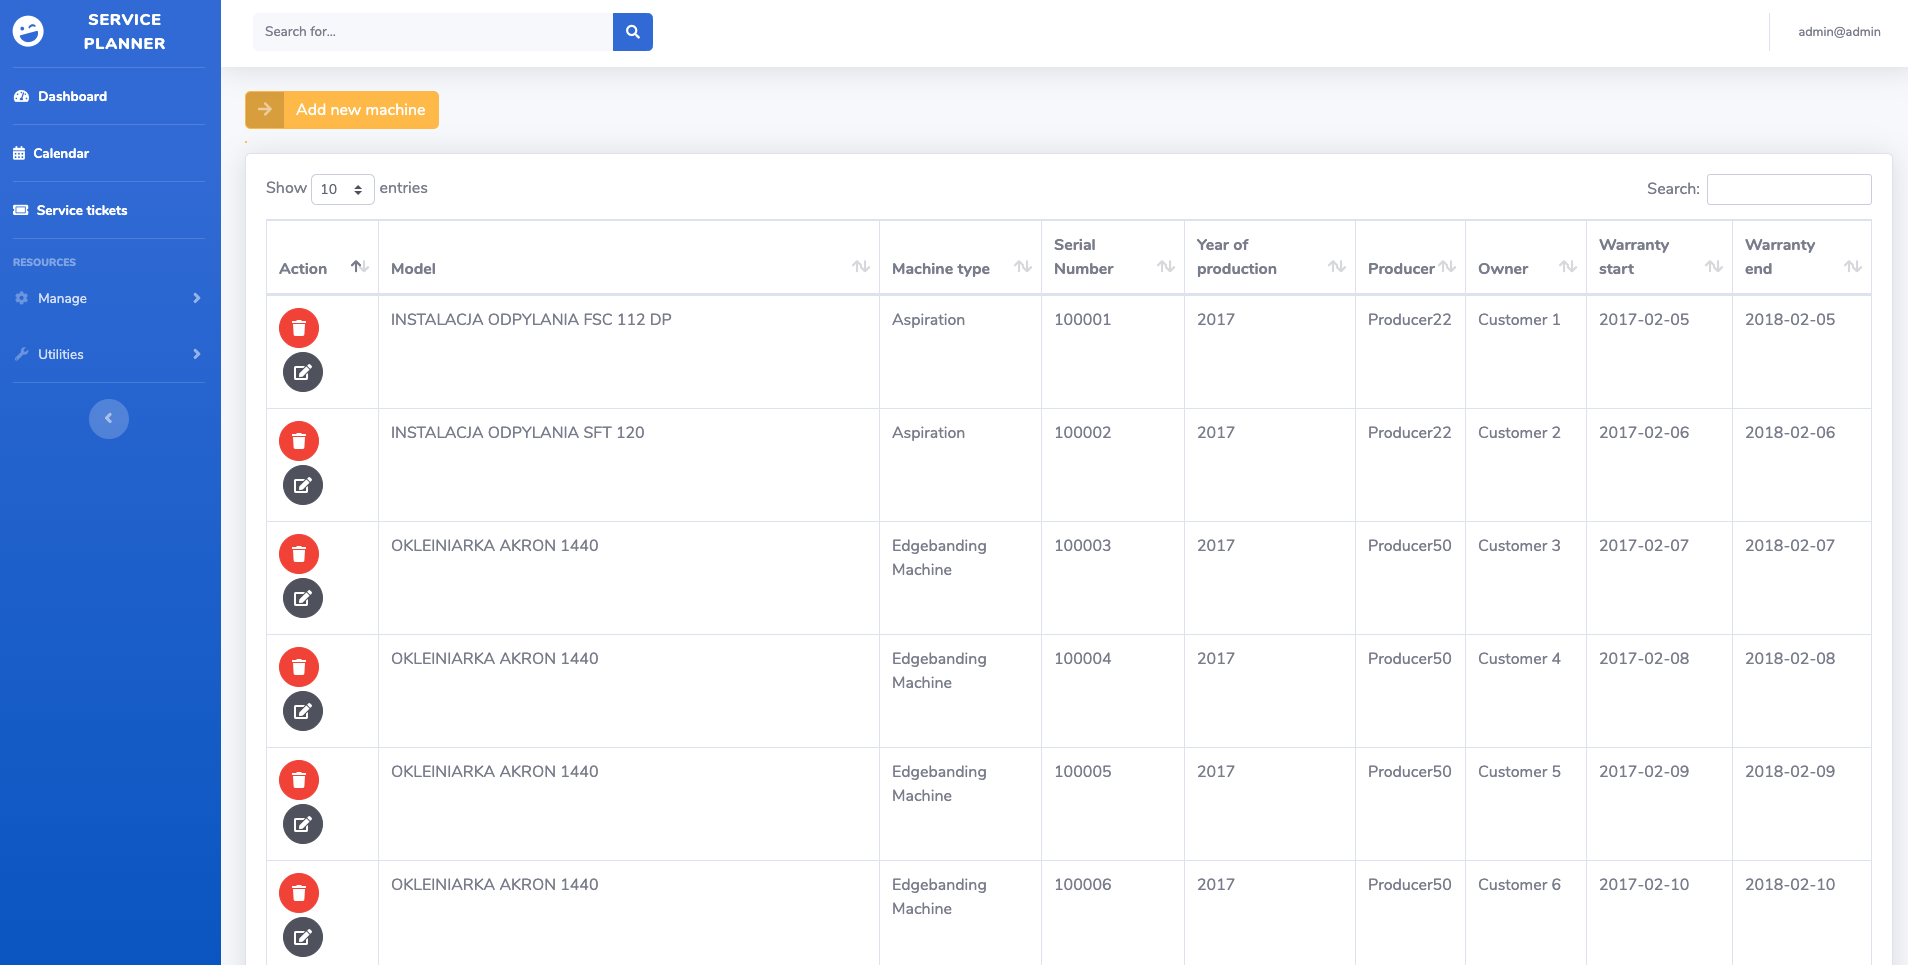 SERVICE
PLANNER
Search for...
admin@admin
Dashboard
Calendar
Service tickets
RESOURCES
Manage
Utilities
Add new machine
Show 10 entries
Search:
Action Model Machine type Serial Number Year of production Producer Owner Warranty start Warranty end
INSTALACJA ODPYLANIA FSC 112 DP Aspiration 100001 2017 Producer22 Customer 1 2017-02-05 2018-02-05
INSTALACJA ODPYLANIA SFT 120 Aspiration 100002 2017 Producer22 Customer 2 2017-02-06 2018-02-06
OKLEINIARKA AKRON 1440 Edgebanding Machine 100003 2017 Producer50 Customer 3 2017-02-07 2018-02-07
OKLEINIARKA AKRON 1440 Edgebanding Machine 100004 2017 Producer50 Customer 4 2017-02-08 2018-02-08
OKLEINIARKA AKRON 1440 Edgebanding Machine 100005 2017 Producer50 Customer 5 2017-02-09 2018-02-09
OKLEINIARKA AKRON 1440 Edgebanding Machine 100006 2017 Producer50 Customer 6 2017-02-10 2018-02-10